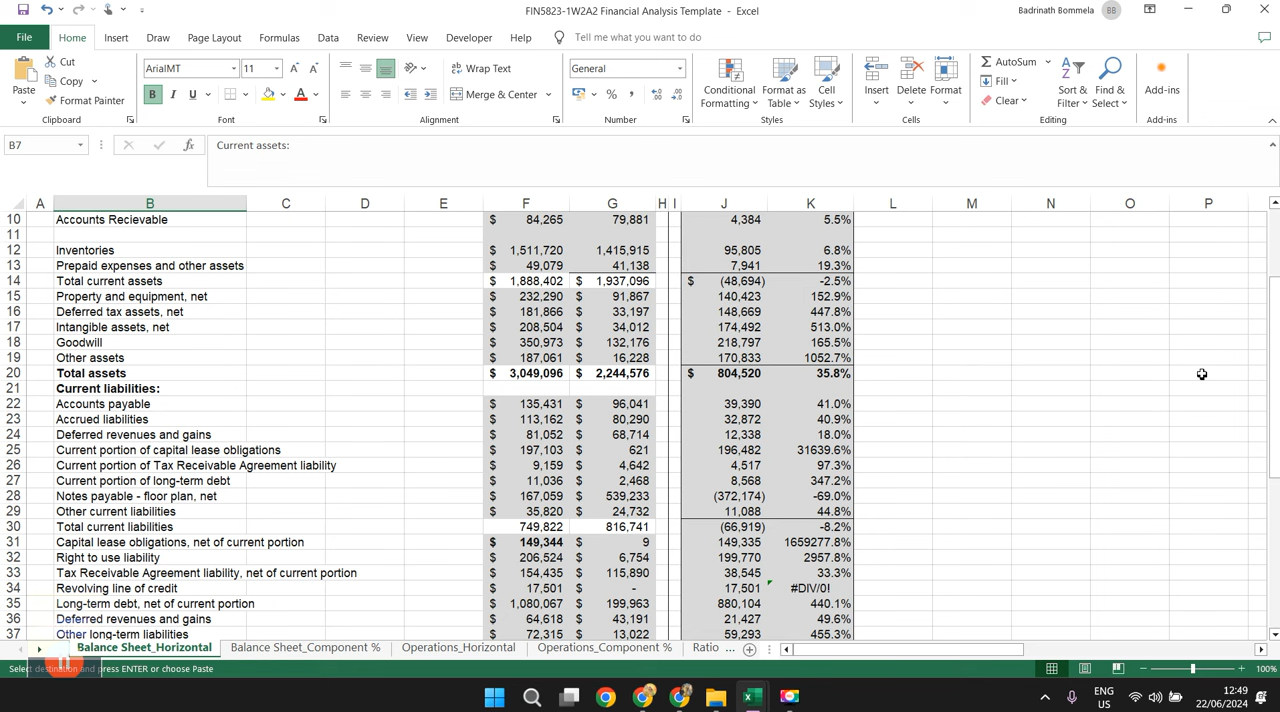 FIN5823-1W2A2 Financial Analysis Template - Excel
Badrinath Bommela BB
File Home Insert Draw Page Layout Formulas Data Review View Developer Help Tell me what you want to do
Paste Cut Copy Format Painter
ArialMT 11 A A
B I U A
Wrap Text
Merge & Center
General
% ,
Conditional Formatting Format as Table Cell Styles
Insert Delete Format
AutoSum
Fill
Clear
Sort & Filter Find & Select
Add-ins
Clipboard Font Alignment Number Styles Cells Editing Add-ins
B7 fx Current assets:
A B C D E F G H I J K L M N O P
10 Accounts Recievable $ 84,265 79,881 4,384 5.5%
11
12 Inventories $ 1,511,720 1,415,915 95,805 6.8%
13 Prepaid expenses and other assets $ 49,079 41,138 7,941 19.3%
14 Total current assets $ 1,888,402 $ 1,937,096 $ (48,694) -2.5%
15 Property and equipment, net $ 232,290 $ 91,867 140,423 152.9%
16 Deferred tax assets, net $ 181,866 $ 33,197 148,669 447.8%
17 Intangible assets, net $ 208,504 $ 34,012 174,492 513.0%
18 Goodwill $ 350,973 $ 132,176 218,797 165.5%
19 Other assets $ 187,061 $ 16,228 170,833 1052.7%
20 Total assets $ 3,049,096 $ 2,244,576 $ 804,520 35.8%
21 Current liabilities:
22 Accounts payable $ 135,431 $ 96,041 39,390 41.0%
23 Accrued liabilities $ 113,162 $ 80,290 32,872 40.9%
24 Deferred revenues and gains $ 81,052 $ 68,714 12,338 18.0%
25 Current portion of capital lease obligations $ 197,103 $ 621 196,482 31639.6%
26 Current portion of Tax Receivable Agreement liability $ 9,159 $ 4,642 4,517 97.3%
27 Current portion of long-term debt $ 11,036 $ 2,468 8,568 347.2%
28 Notes payable - floor plan, net $ 167,059 $ 539,233 (372,174) -69.0%
29 Other current liabilities $ 35,820 $ 24,732 11,088 44.8%
30 Total current liabilities 749,822 816,741 (66,919) -8.2%
31 Capital lease obligations, net of current portion $ 149,344 $ 9 149,335 1659277.8%
32 Right to use liability $ 206,524 $ 6,754 199,770 2957.8%
33 Tax Receivable Agreement liability, net of current portion $ 154,435 $ 115,890 38,545 33.3%
34 Revolving line of credit $ 17,501 $ - 17,501 #DIV/0!
35 Long-term debt, net of current portion $ 1,080,067 $ 199,963 880,104 440.1%
36 Deferred revenues and gains $ 64,618 $ 43,191 21,427 49.6%
37 Other long-term liabilities $ 72,315 $ 13,022 59,293 455.3%
Balance Sheet_Horizontal Balance Sheet_Component % Operations_Horizontal Operations_Component % Ratio ...
Select destination and press ENTER or choose Paste 100%
ENG US 12:49 22/06/2024